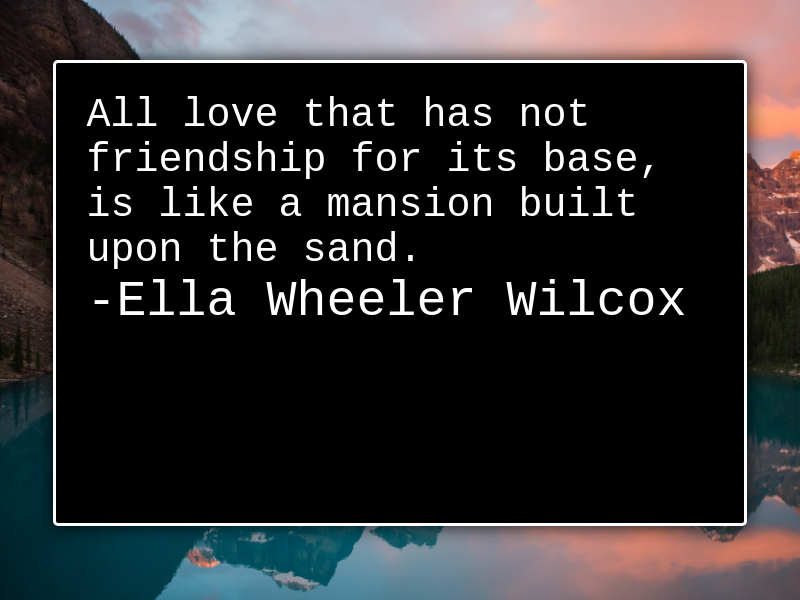 All love that has not
friendship for its base,
is like a mansion built
upon the sand.
-Ella Wheeler Wilcox